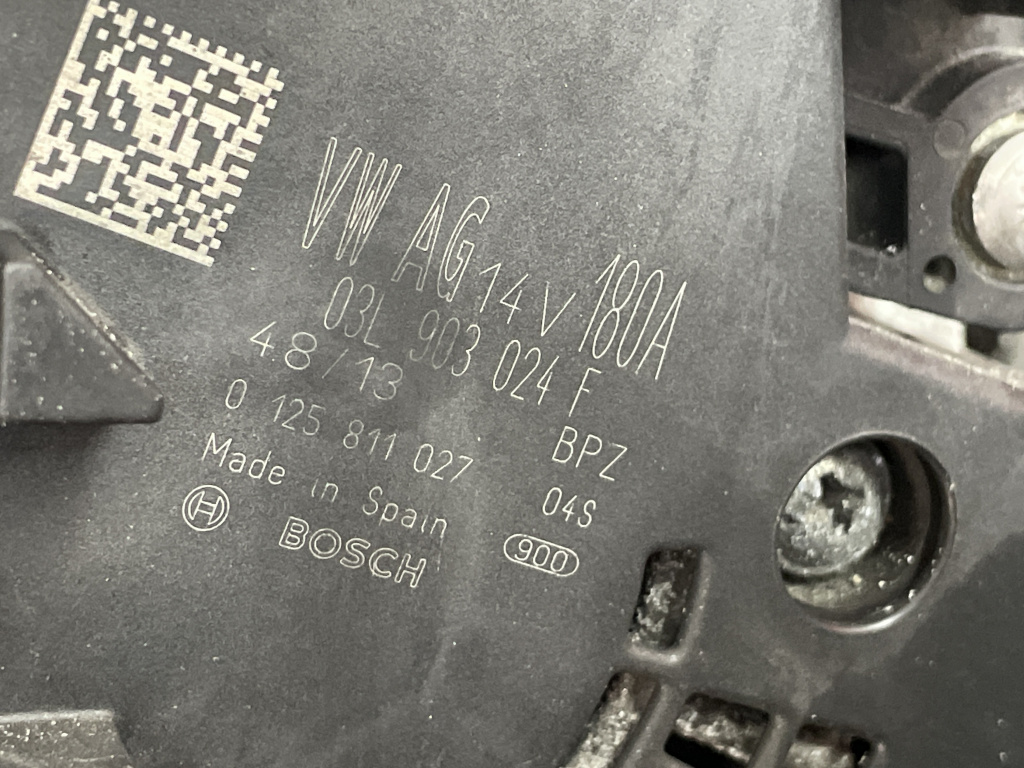 VW AG 14V 180A
03L 903 024 F
48/13
0 125 811 027 BPZ
Made in Spain 04S
BOSCH 900